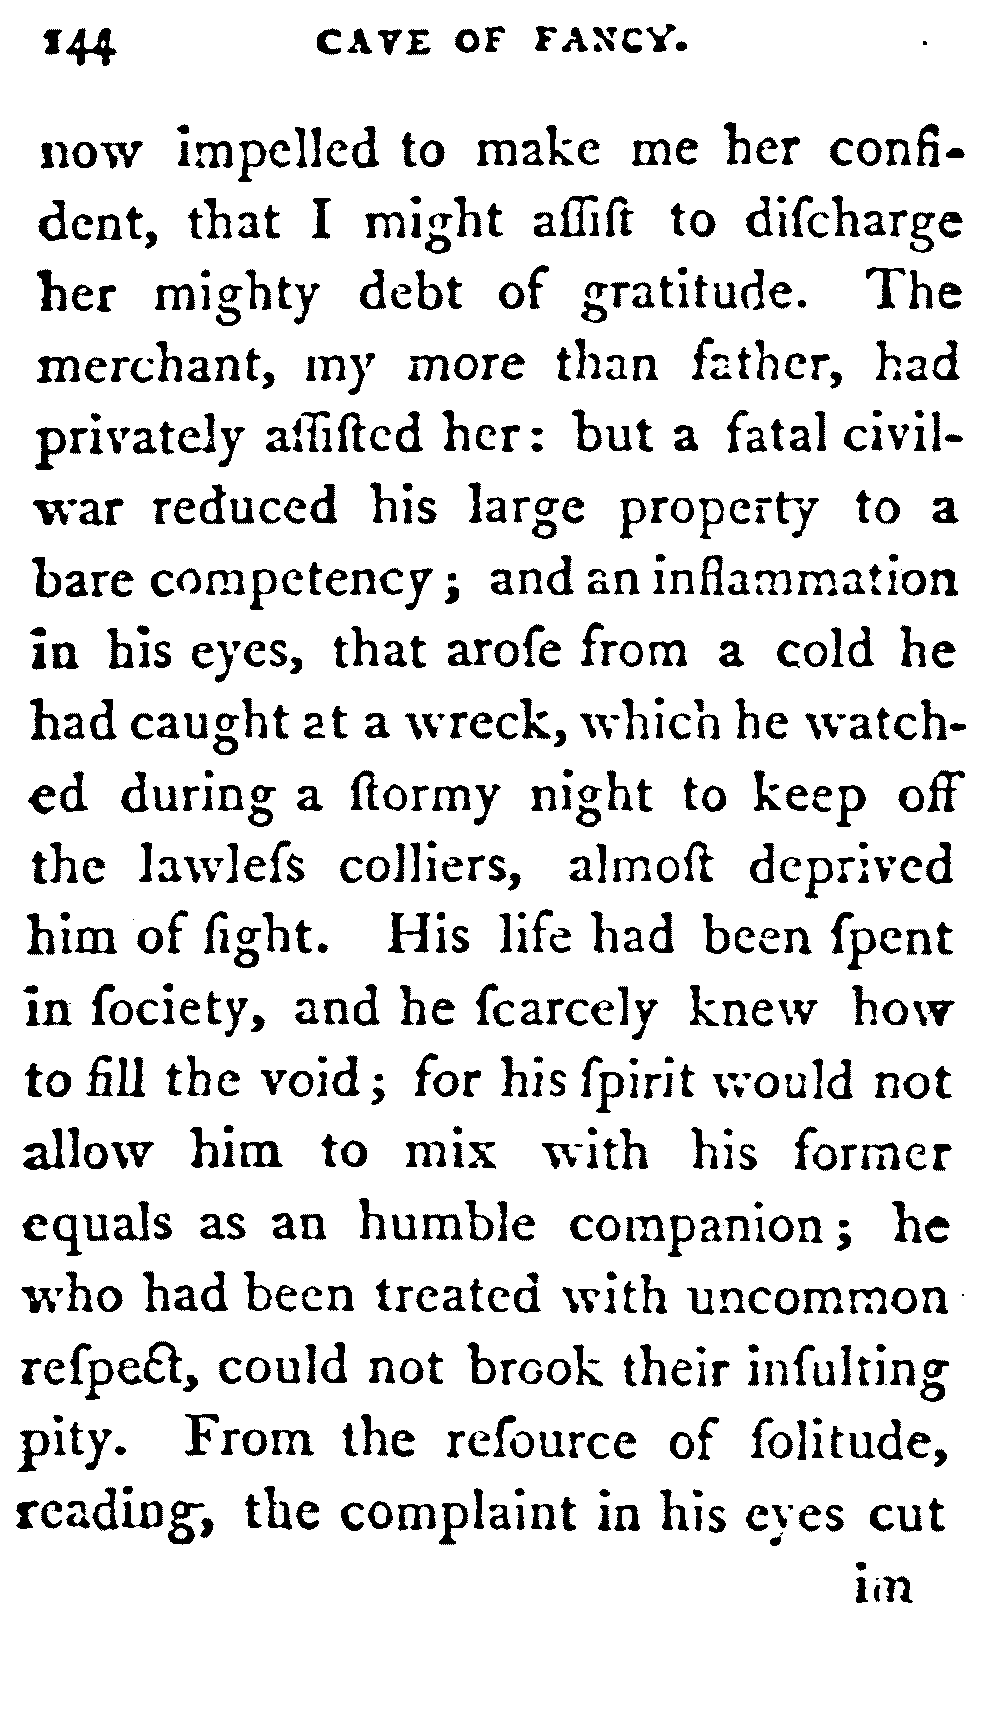 144 CAVE OF FANCY.
now impelled to make me her confi-
dent, that I might aſſiſt to diſcharge
her mighty debt of gratitude. The
merchant, my more than father, had
privately aſſiſted her: but a fatal civil-
war reduced his large property to a
bare competency; and an inflammation
in his eyes, that aroſe from a cold he
had caught at a wreck, which he watch-
ed during a ſtormy night to keep off
the lawleſs colliers, almoſt deprived
him of ſight. His life had been ſpent
in ſociety, and he ſcarcely knew how
to fill the void; for his ſpirit would not
allow him to mix with his former
equals as an humble companion; he
who had been treated with uncommon
reſpect, could not brook their inſulting
pity. From the reſource of ſolitude,
reading, the complaint in his eyes cut
im